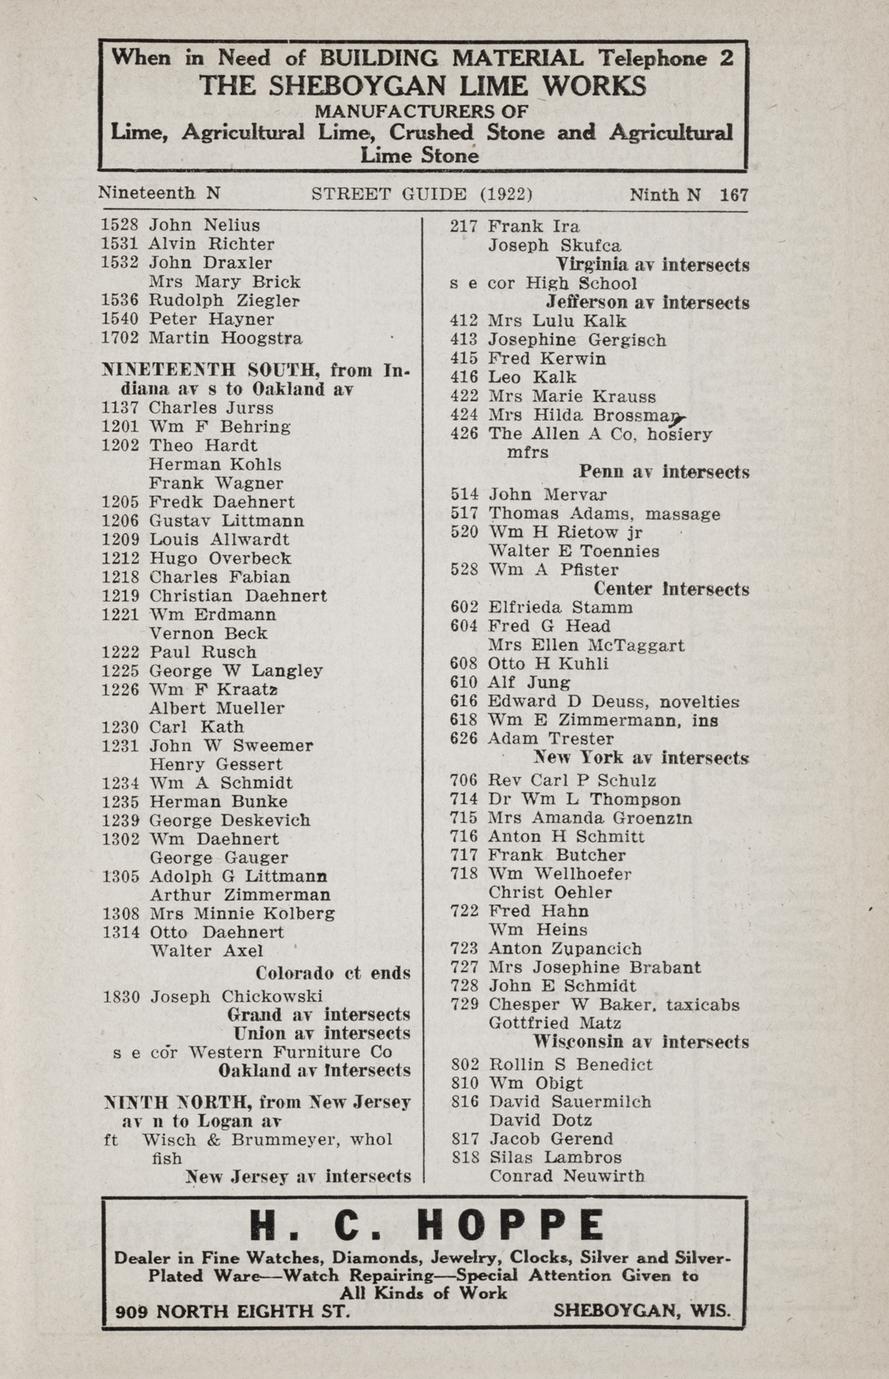 When in Need of BUILDING MATERIAL Telephone 2
THE SHEBOYGAN LIME WORKS
MANUFACTURERS OF
Lime, Agricultural Lime, Crushed Stone and Agricultural
Lime Stone
Nineteenth N STREET GUIDE (1922) Ninth N 167
1528 John Nelius
1531 Alvin Richter
1532 John Draxler
Mrs Mary Brick
1536 Rudolph Ziegler
1540 Peter Hayner
1702 Martin Hoogstra
NINETEENTH SOUTH, from In-
diana av s to Oakland av
1137 Charles Jurss
1201 Wm F Behring
1202 Theo Hardt
Herman Kohls
Frank Wagner
1205 Fredk Daehnert
1206 Gustav Littmann
1209 Louis Allwardt
1212 Hugo Overbeck
1218 Charles Fabian
1219 Christian Daehnert
1221 Wm Erdmann
Vernon Beck
1222 Paul Rusch
1225 George W Langley
1226 Wm F Kraatz
Albert Mueller
1230 Carl Kath
1231 John W Sweemer
Henry Gessert
1234 Wm A Schmidt
1235 Herman Bunke
1239 George Deskevich
1302 Wm Daehnert
George Gauger
1305 Adolph G Littmann
Arthur Zimmerman
1308 Mrs Minnie Kolberg
1314 Otto Daehnert
Walter Axel
Colorado ct ends
1830 Joseph Chickowski
Grand av intersects
Union av intersects
s e cor Western Furniture Co
Oakland av Intersects
NINTH NORTH, from New Jersey
av n to Logan av
ft Wisch & Brummeyer, whol
fish
New Jersey av intersects
217 Frank Ira
Joseph Skufca
Virginia av intersects
s e cor High School
Jefferson av intersects
412 Mrs Lulu Kalk
413 Josephine Gergisch
415 Fred Kerwin
416 Leo Kalk
422 Mrs Marie Krauss
424 Mrs Hilda Brossman
426 The Allen A Co, hosiery
mfrs
Penn av intersects
514 John Mervar
517 Thomas Adams, massage
520 Wm H Rietow jr
Walter E Toennies
528 Wm A Pfister
Center Intersects
602 Elfrieda Stamm
604 Fred G Head
Mrs Ellen McTaggart
608 Otto H Kuhli
610 Alf Jung
616 Edward D Deuss, novelties
618 Wm E Zimmermann, ins
626 Adam Trester
New York av intersects
706 Rev Carl P Schulz
714 Dr Wm L Thompson
715 Mrs Amanda Groenzin
716 Anton H Schmitt
717 Frank Butcher
718 Wm Wellhoefer
Christ Oehler
722 Fred Hahn
Wm Heins
723 Anton Zupancich
727 Mrs Josephine Brabant
728 John E Schmidt
729 Chesper W Baker, taxicabs
Gottfried Matz
Wisconsin av intersects
802 Rollin S Benedict
810 Wm Obigt
816 David Sauermilch
David Dotz
817 Jacob Gerend
818 Silas Lambros
Conrad Neuwirth
H. C. HOPPE
Dealer in Fine Watches, Diamonds, Jewelry, Clocks, Silver and Silver-
Plated Ware—Watch Repairing—Special Attention Given to
All Kinds of Work
909 NORTH EIGHTH ST. SHEBOYGAN, WIS.